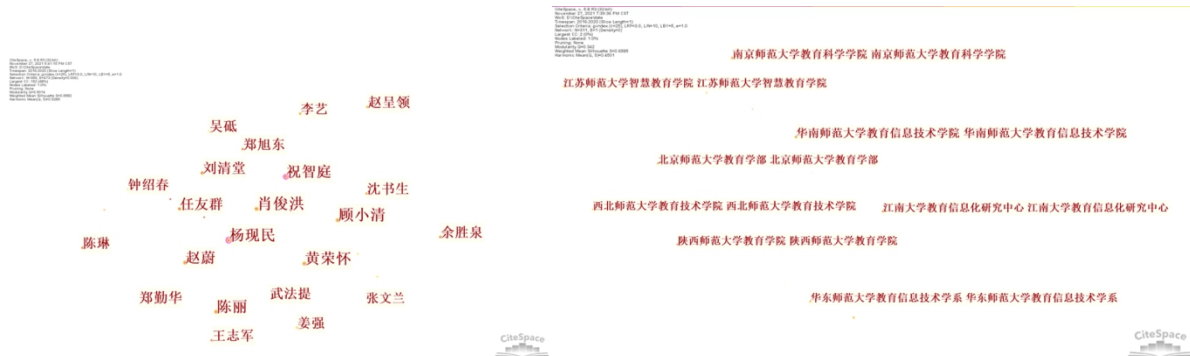 李艺
赵呈领
吴砥
郑旭东
刘清堂
祝智庭
钟绍春
沈书生
任友群
肖俊洪
顾小清
杨现民
余胜泉
陈琳
赵蔚
黄荣怀
郑勤华
武法提
张文兰
陈丽
姜强
王志军
CiteSpace
南京师范大学教育科学学院 南京师范大学教育科学学院
江苏师范大学智慧教育学院 江苏师范大学智慧教育学院
华南师范大学教育信息技术学院 华南师范大学教育信息技术学院
北京师范大学教育学部 北京师范大学教育学部
西北师范大学教育技术学院 西北师范大学教育技术学院
江南大学教育信息化研究中心 江南大学教育信息化研究中心
陕西师范大学教育学院 陕西师范大学教育学院
华东师范大学教育信息技术学系 华东师范大学教育信息技术学系
CiteSpace